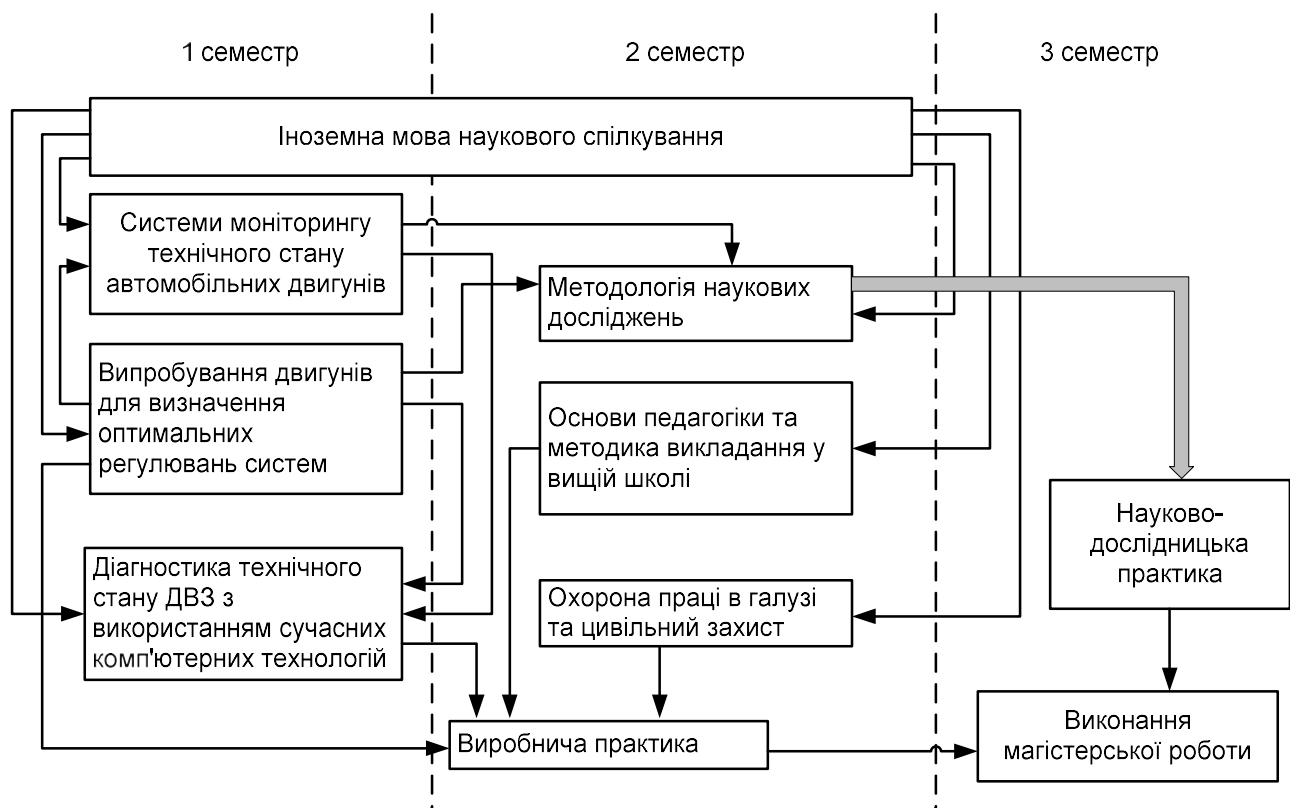 1 семестр
2 семестр
3 семестр
Іноземна мова наукового спілкування
Системи моніторингу
технічного стану
автомобільних двигунів
Методологія наукових
досліджень
Випробування двигунів
для визначення
оптимальних
регулювань систем
Основи педагогіки та
методика викладання у
вищій школі
Науково-
дослідницька
практика
Діагностика технічного
стану ДВЗ з
використанням сучасних
комп'ютерних технологій
Охорона праці в галузі
та цивільний захист
Виробнича практика
Виконання
магістерської роботи